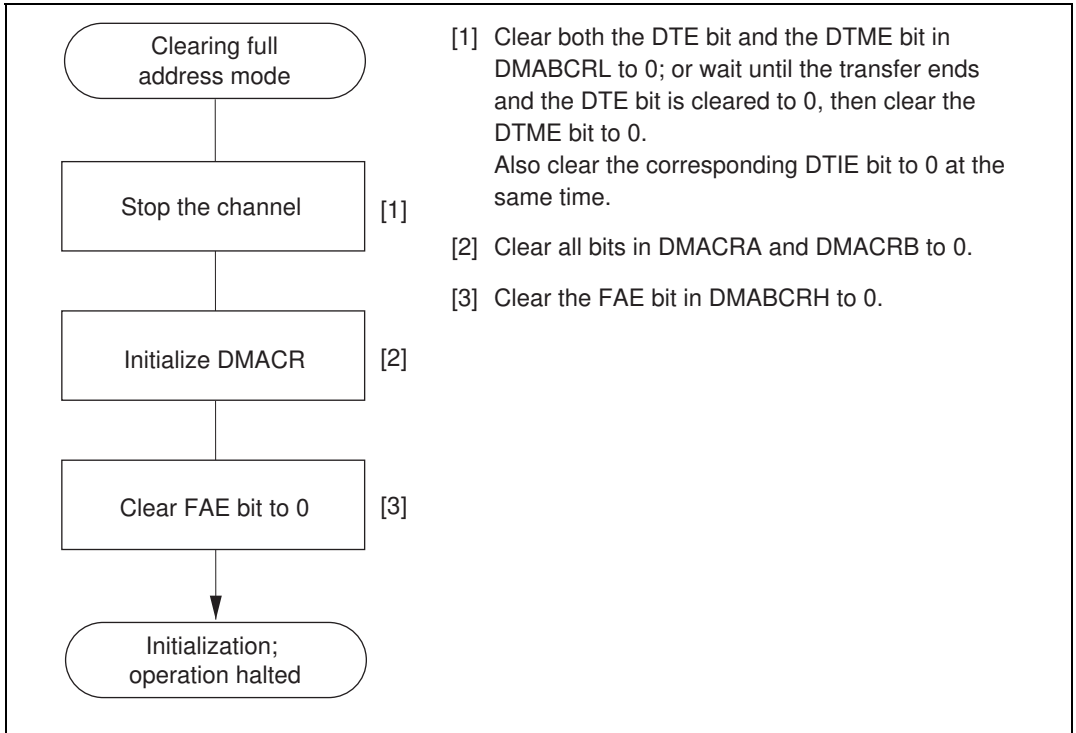 Clearing full
address mode
Stop the channel
[1]
Initialize DMACR
[2]
Clear FAE bit to 0
[3]
Initialization;
operation halted
[1] Clear both the DTE bit and the DTME bit in
DMABCRL to 0; or wait until the transfer ends
and the DTE bit is cleared to 0, then clear the
DTME bit to 0.
Also clear the corresponding DTIE bit to 0 at the
same time.
[2] Clear all bits in DMACRA and DMACRB to 0.
[3] Clear the FAE bit in DMABCRH to 0.